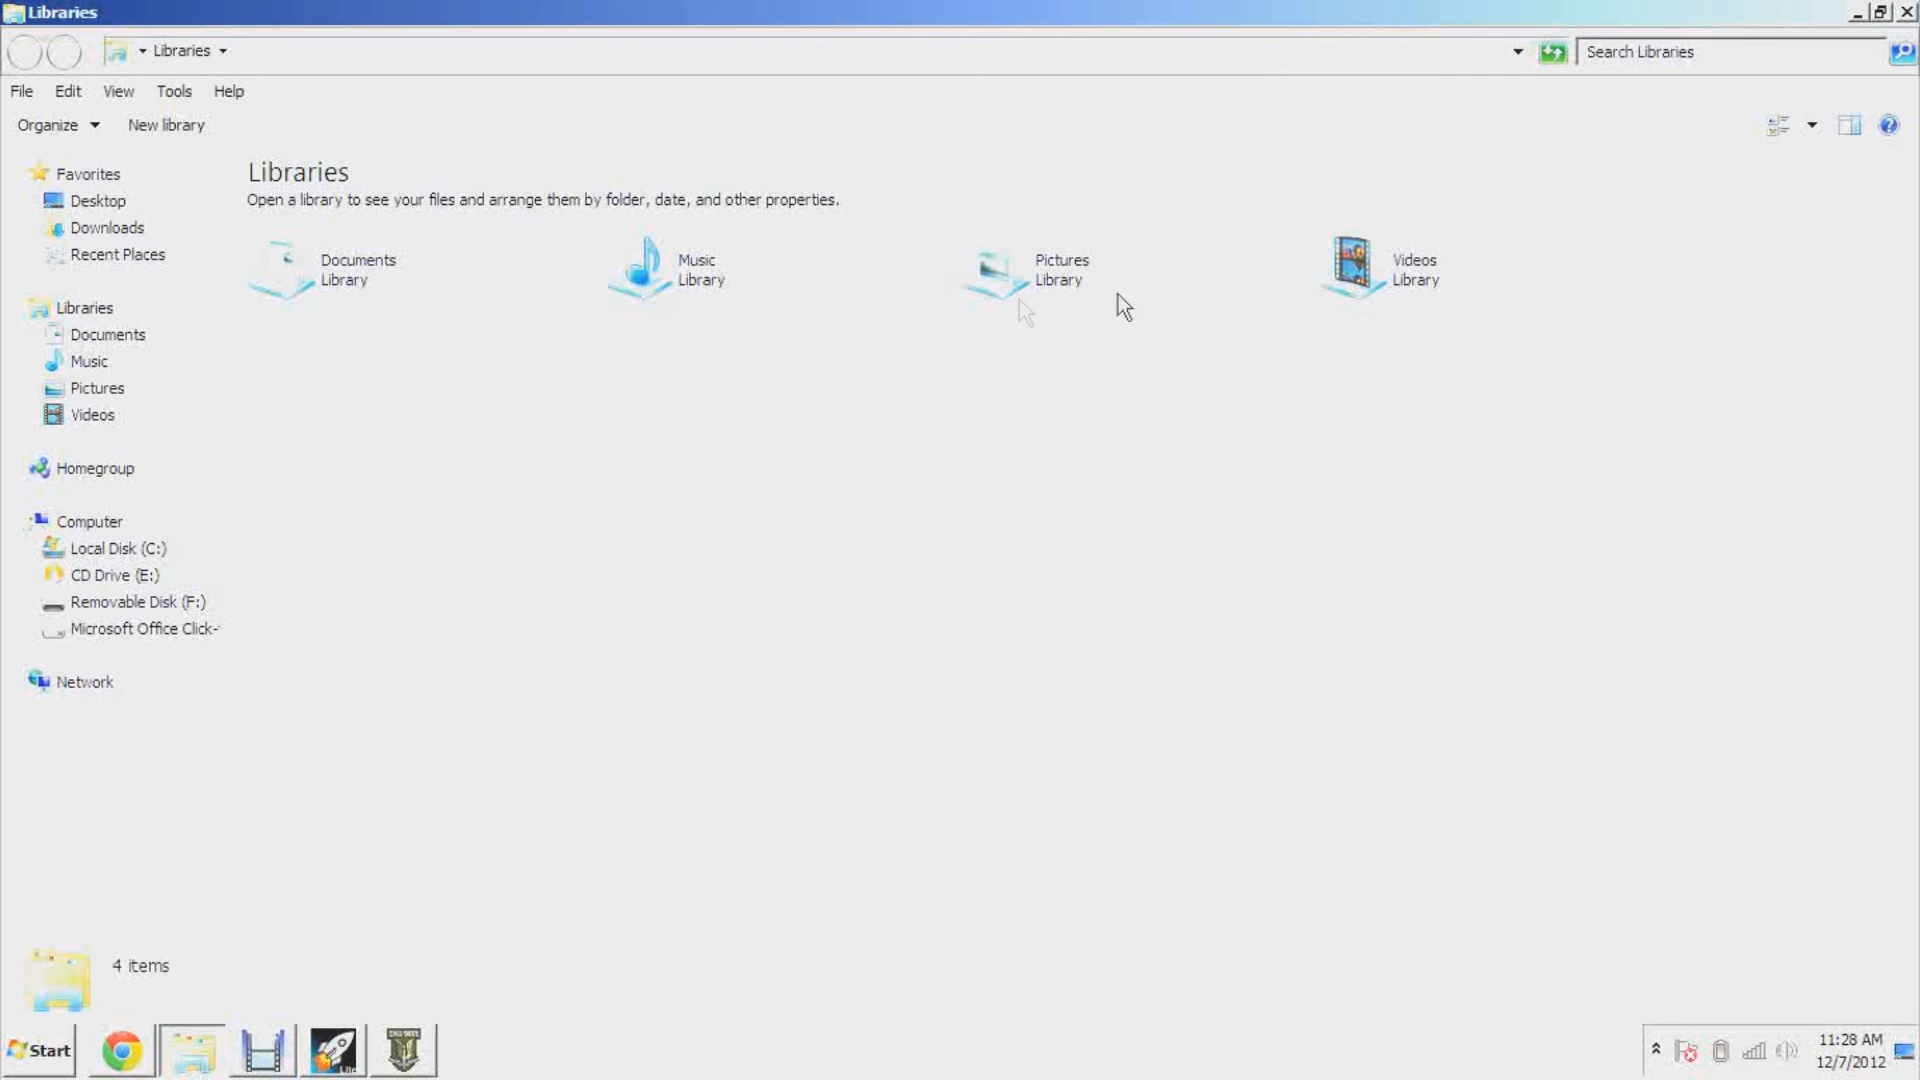 Libraries
Libraries
Search Libraries
File Edit View Tools Help
Organize New library
Favorites
Desktop
Downloads
Recent Places
Libraries
Documents
Music
Pictures
Videos
Homegroup
Computer
Local Disk (C:)
CD Drive (E:)
Removable Disk (F:)
Microsoft Office Click-
Network
Libraries
Open a library to see your files and arrange them by folder, date, and other properties.
Documents
Library
Music
Library
Pictures
Library
Videos
Library
4 items
Start
Lite
11:28 AM
12/7/2012